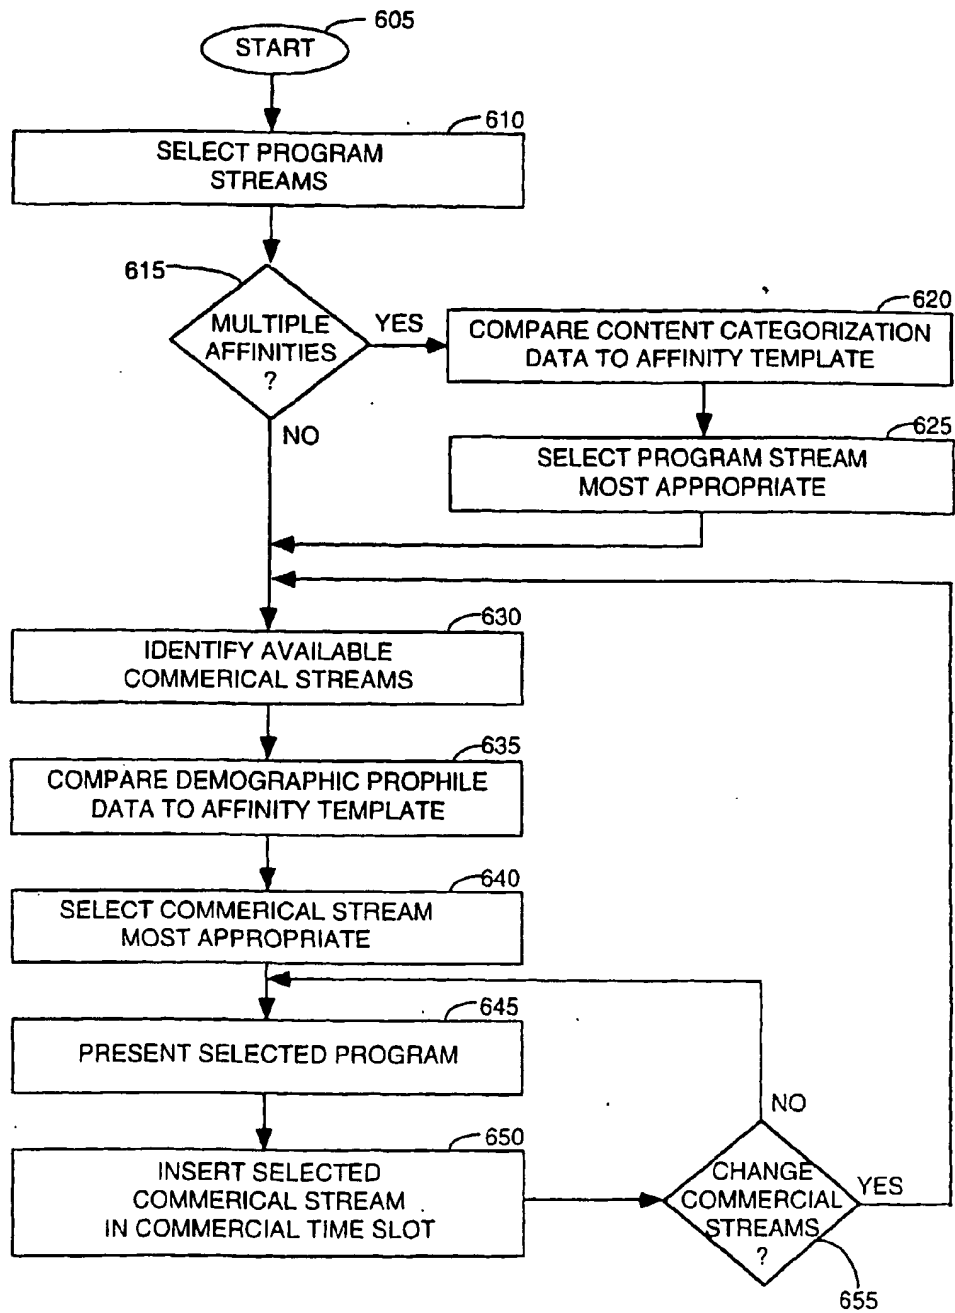 605
START
610
SELECT PROGRAM
STREAMS
615
MULTIPLE
AFFINITIES
?
YES
NO
620
COMPARE CONTENT CATEGORIZATION
DATA TO AFFINITY TEMPLATE
625
SELECT PROGRAM STREAM
MOST APPROPRIATE
630
IDENTIFY AVAILABLE
COMMERICAL STREAMS
635
COMPARE DEMOGRAPHIC PROPHILE
DATA TO AFFINITY TEMPLATE
640
SELECT COMMERICAL STREAM
MOST APPROPRIATE
645
PRESENT SELECTED PROGRAM
650
INSERT SELECTED
COMMERICAL STREAM
IN COMMERCIAL TIME SLOT
NO
CHANGE
COMMERCIAL
STREAMS
?
YES
655